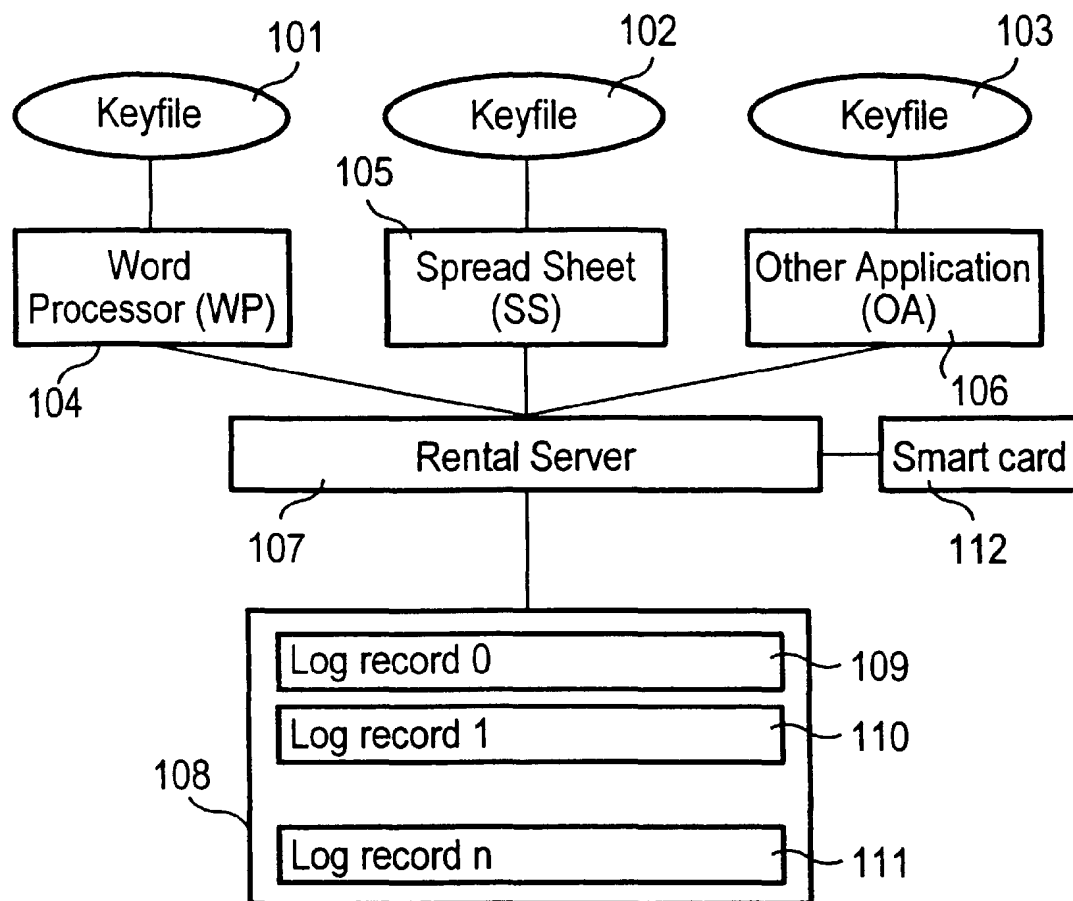 101
102
103
Keyfile
Keyfile
Keyfile
105
Word
Processor (WP)
Spread Sheet
(SS)
Other Application
(OA)
104
106
Rental Server
Smart card
107
112
Log record 0
109
Log record 1
110
108
Log record n
111